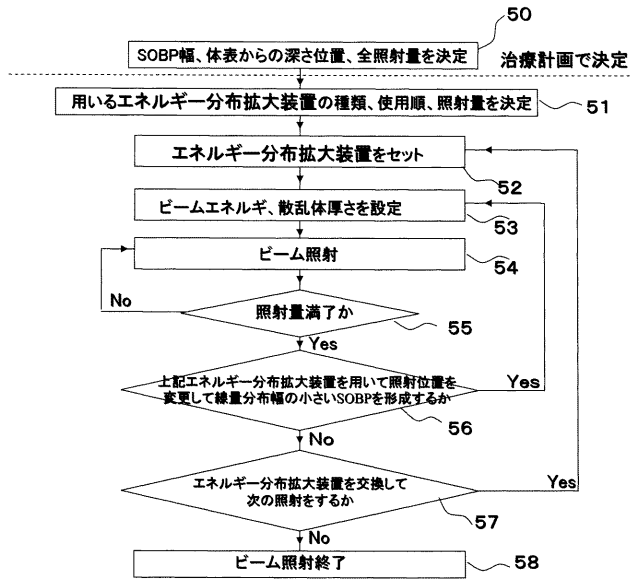 50
SOBP幅、体表からの深さ位置、全照射量を決定
治療計画で決定
用いるエネルギー分布拡大装置の種類、使用順、照射量を決定
51
エネルギー分布拡大装置をセット
52
ビームエネルギ、散乱体厚さを設定
53
ビーム照射
54
No
照射量満了か
55
Yes
上記エネルギー分布拡大装置を用いて照射位置を
変更して線量分布幅の小さいSOBPを形成するか
Yes
56
No
エネルギー分布拡大装置を交換して
次の照射をするか
Yes
57
No
ビーム照射終了
58